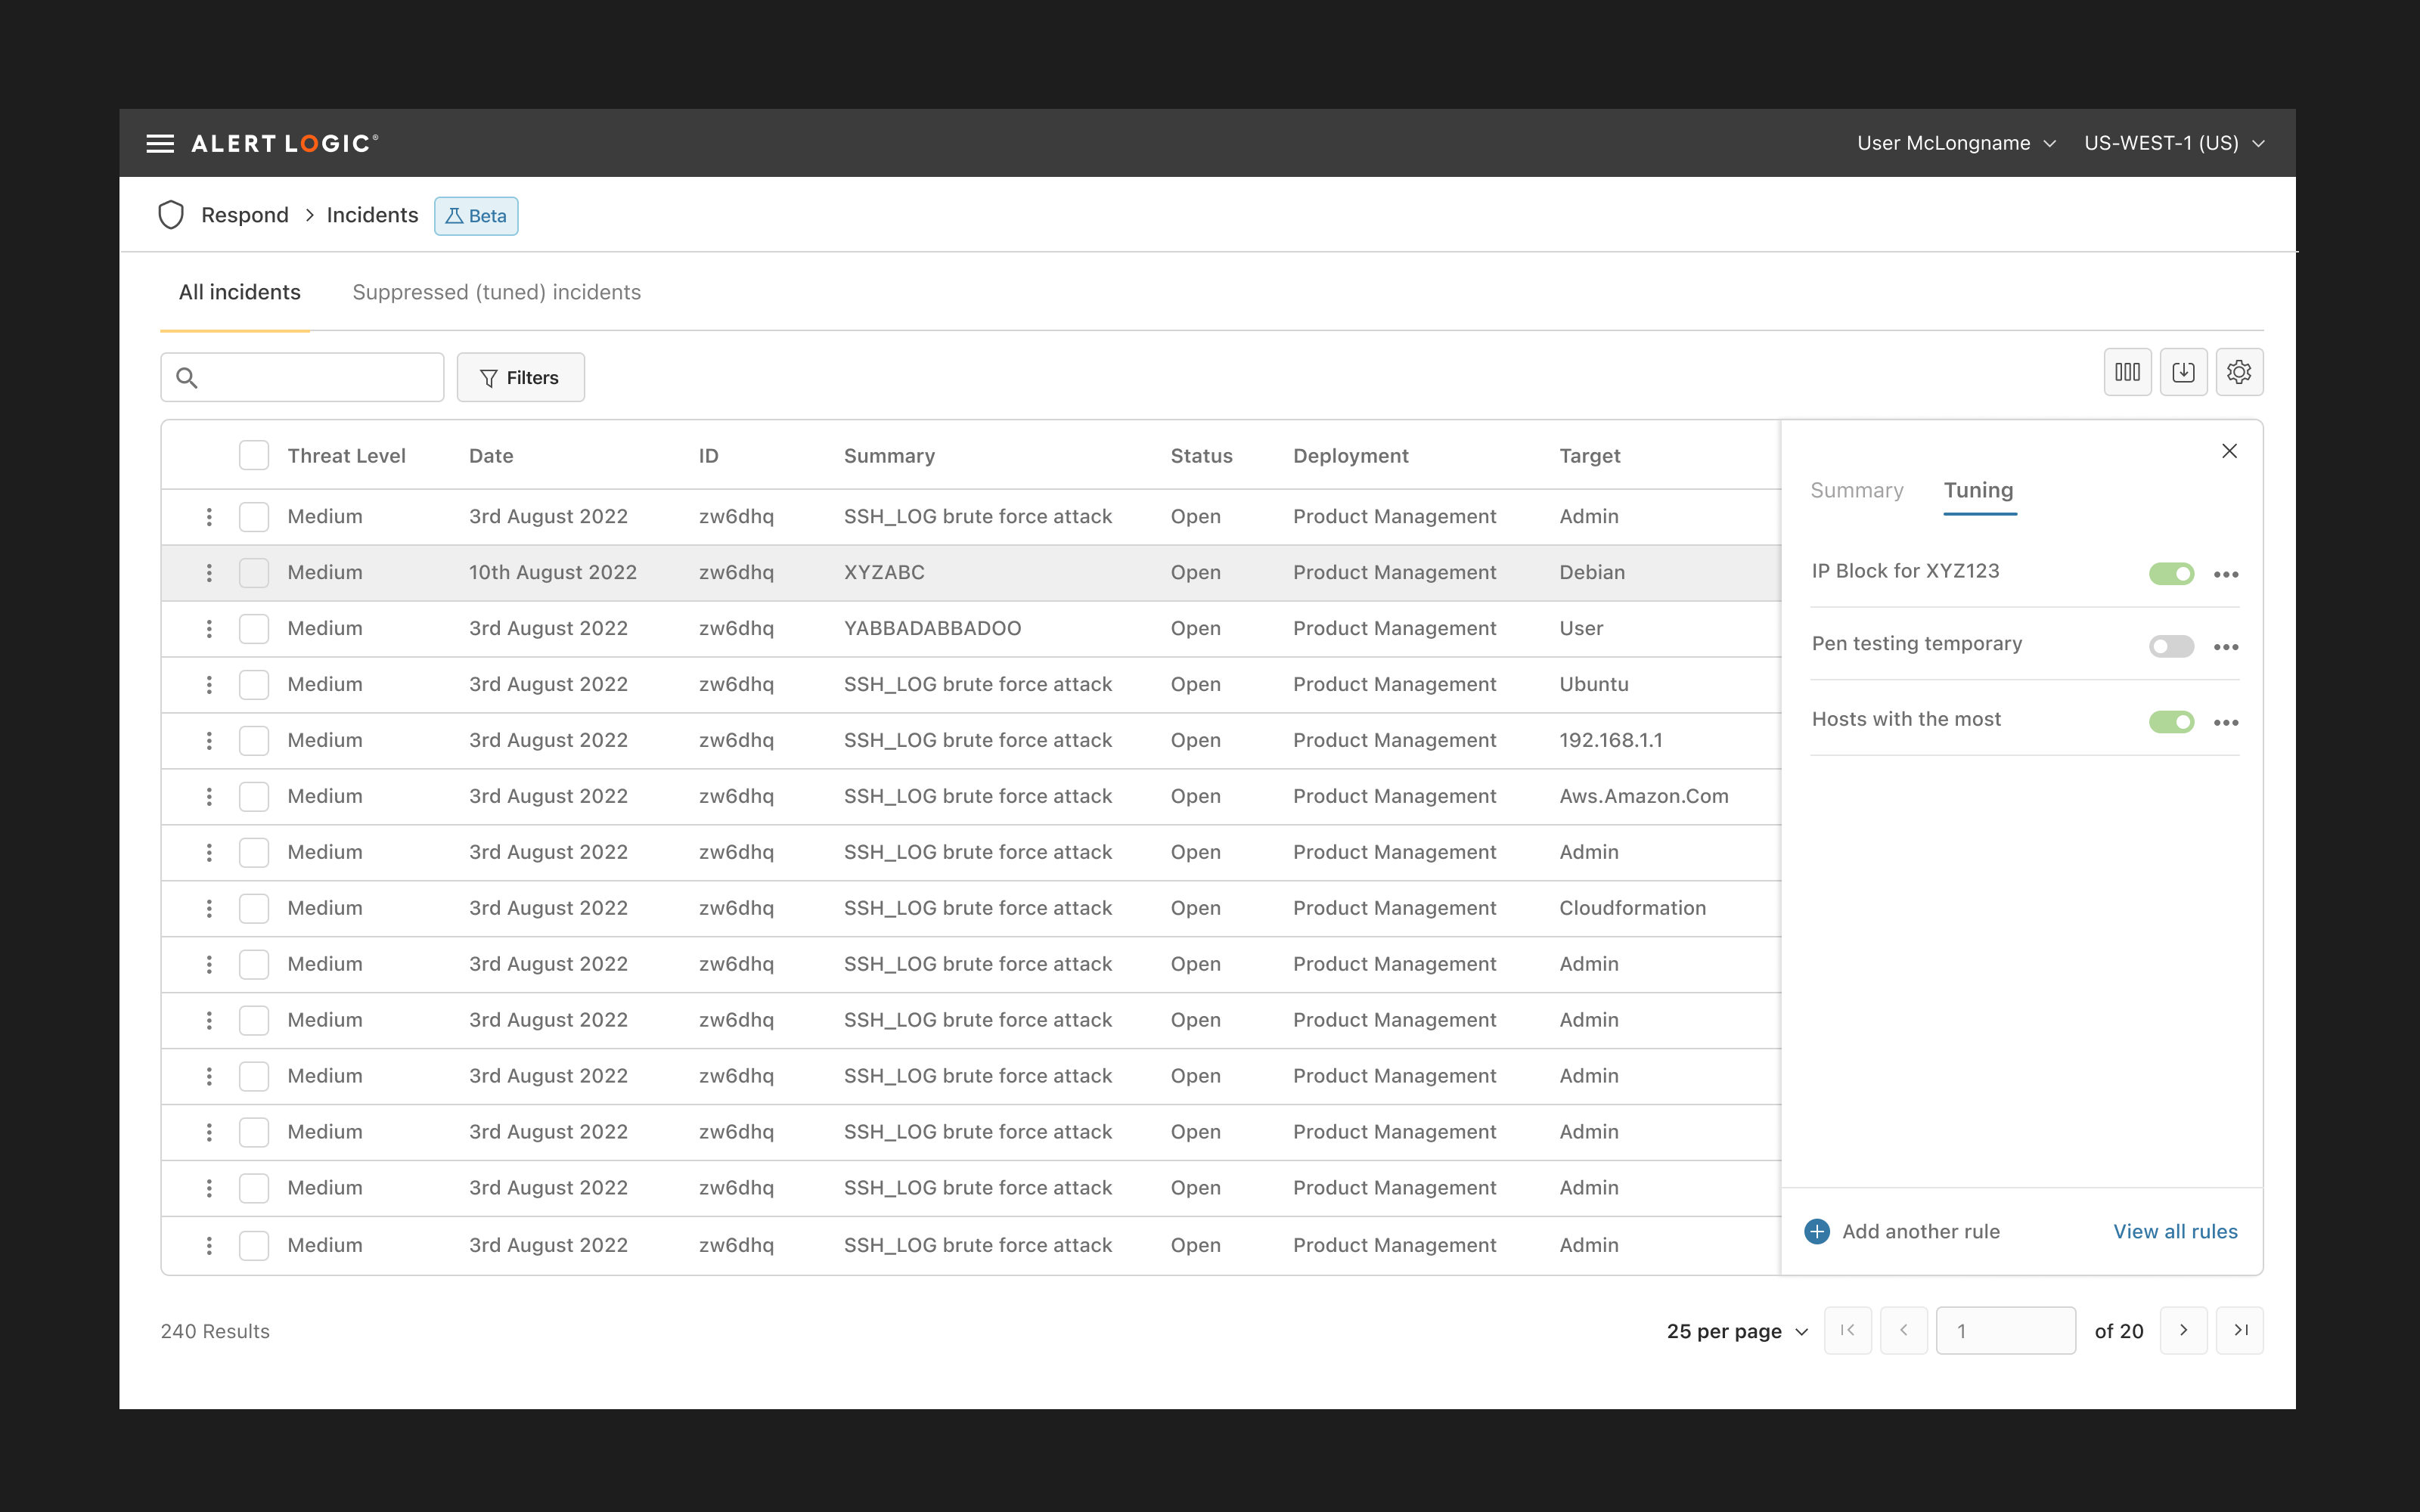 ALERT LOGIC®
User McLongname
US-WEST-1 (US)
Respond > Incidents Beta
All incidents Suppressed (tuned) incidents
Filters
Threat Level Date ID Summary Status Deployment Target
Medium 3rd August 2022 zw6dhq SSH_LOG brute force attack Open Product Management Admin
Medium 10th August 2022 zw6dhq XYZABC Open Product Management Debian
Medium 3rd August 2022 zw6dhq YABBADABBADOO Open Product Management User
Medium 3rd August 2022 zw6dhq SSH_LOG brute force attack Open Product Management Ubuntu
Medium 3rd August 2022 zw6dhq SSH_LOG brute force attack Open Product Management 192.168.1.1
Medium 3rd August 2022 zw6dhq SSH_LOG brute force attack Open Product Management Aws.Amazon.Com
Medium 3rd August 2022 zw6dhq SSH_LOG brute force attack Open Product Management Admin
Medium 3rd August 2022 zw6dhq SSH_LOG brute force attack Open Product Management Cloudformation
Medium 3rd August 2022 zw6dhq SSH_LOG brute force attack Open Product Management Admin
Medium 3rd August 2022 zw6dhq SSH_LOG brute force attack Open Product Management Admin
Medium 3rd August 2022 zw6dhq SSH_LOG brute force attack Open Product Management Admin
Medium 3rd August 2022 zw6dhq SSH_LOG brute force attack Open Product Management Admin
Medium 3rd August 2022 zw6dhq SSH_LOG brute force attack Open Product Management Admin
Medium 3rd August 2022 zw6dhq SSH_LOG brute force attack Open Product Management Admin
Summary Tuning
IP Block for XYZ123
Pen testing temporary
Hosts with the most
Add another rule View all rules
240 Results
25 per page 1 of 20